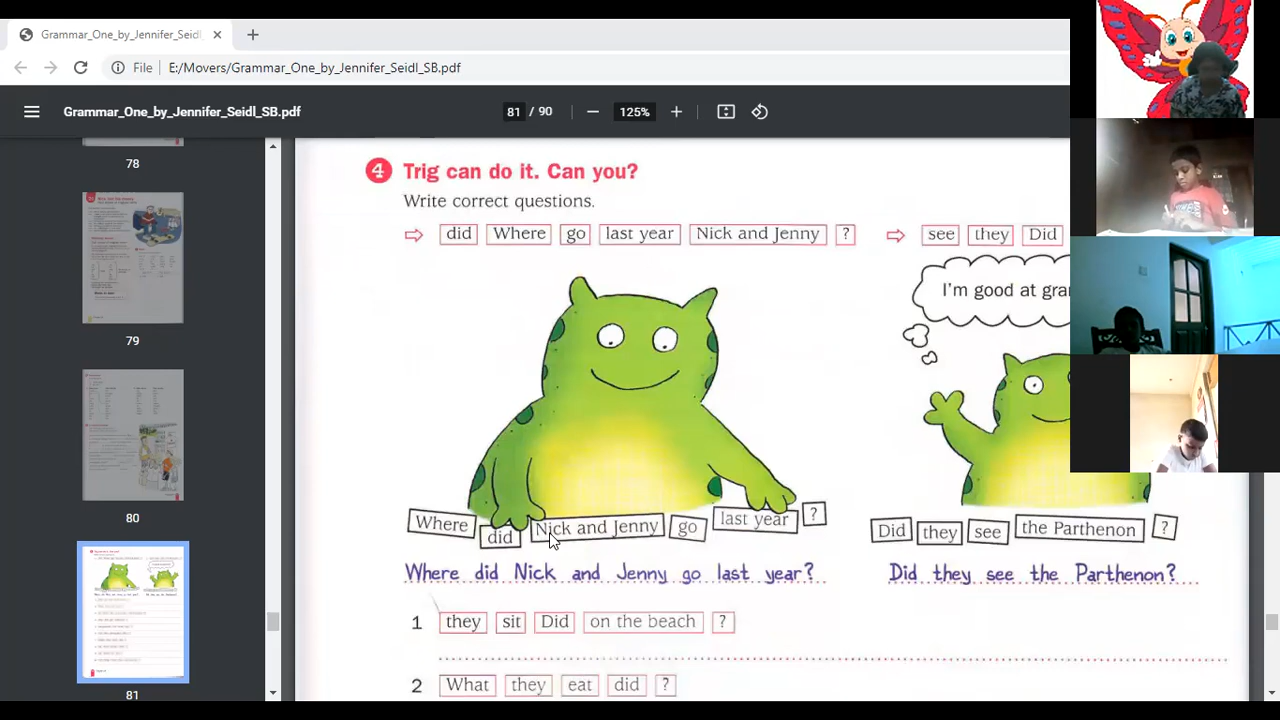 Grammar_One_by_Jennifer_Seidl
File E:/Movers/Grammar_One_by_Jennifer_Seidl_S
Grammar_One_by_Jennifer_Seidl_SB.pdf 81 / 90 125%
78
79
80
81
4 Trig can do it. Can you?
Write correct questions.
did Where go last year Nick and Jenny ? see they Did
I'm good at gra
Where did Nick and Jenny go last year ? Did they see the Parthenon ?
Where did Nick and Jenny go last year? Did they see the Parthenon?
1 they sit Did on the beach ?
2 What they eat did ?